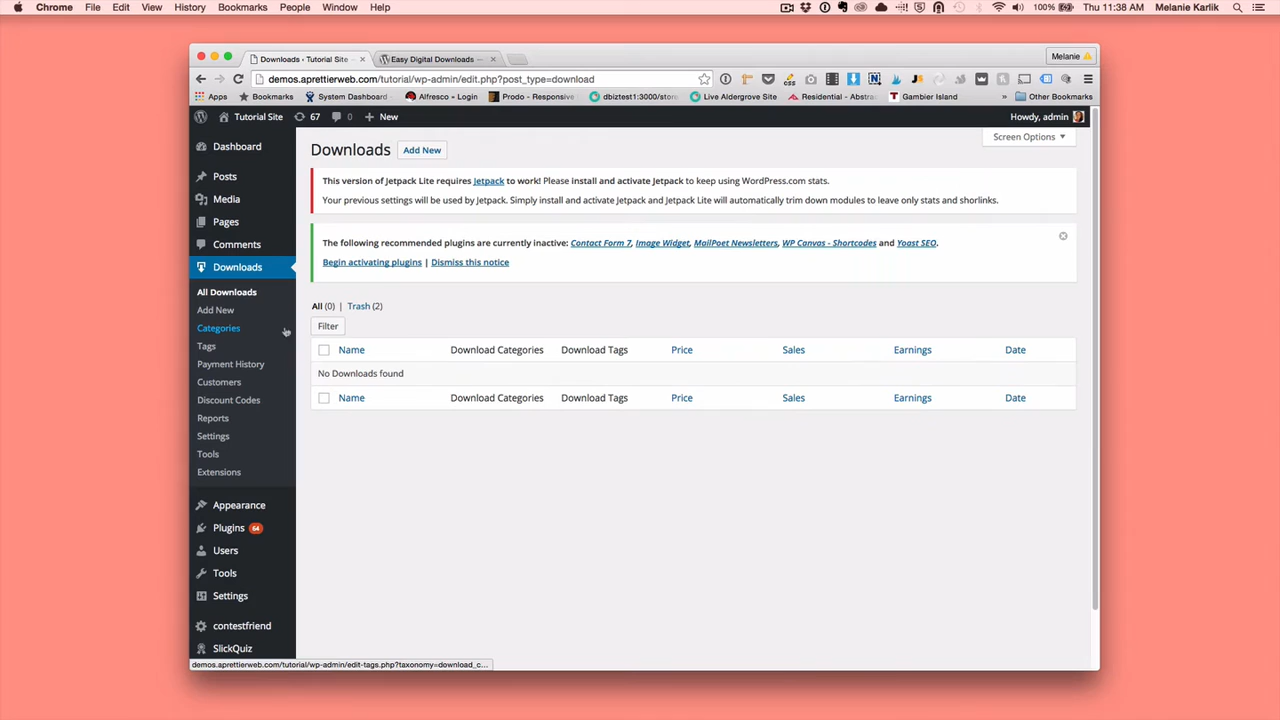 Chrome File Edit View History Bookmarks People Window Help 100% Thu 11:38 AM Melanie Karlik
Downloads ‹ Tutorial Site — Easy Digital Downloads — Melanie
demos.aprettierweb.com/tutorial/wp-admin/edit.php?post_type=download
Apps Bookmarks System Dashboard Alfresco » Login Prodo - Responsive dbiztest1:3000/stor Live Aldergrove Site Residential - Abstra Gambier Island » Other Bookmarks
Tutorial Site 67 0 + New Howdy, admin
Screen Options
Dashboard
Posts
Media
Pages
Comments
Downloads
All Downloads
Add New
Categories
Tags
Payment History
Customers
Discount Codes
Reports
Settings
Tools
Extensions
Appearance
Plugins 64
Users
Tools
Settings
contestfriend
SlickQuiz
Downloads Add New
This version of Jetpack Lite requires Jetpack to work! Please install and activate Jetpack to keep using WordPress.com stats.
Your previous settings will be used by Jetpack. Simply install and activate Jetpack and Jetpack Lite will automatically trim down modules to leave only stats and shorlinks.
The following recommended plugins are currently inactive: Contact Form 7, Image Widget, MailPoet Newsletters, WP Canvas - Shortcodes and Yoast SEO.
Begin activating plugins | Dismiss this notice
All (0) | Trash (2)
Filter
Name Download Categories Download Tags Price Sales Earnings Date
No Downloads found
Name Download Categories Download Tags Price Sales Earnings Date
demos.aprettierweb.com/tutorial/wp-admin/edit-tags.php?taxonomy=download_c...